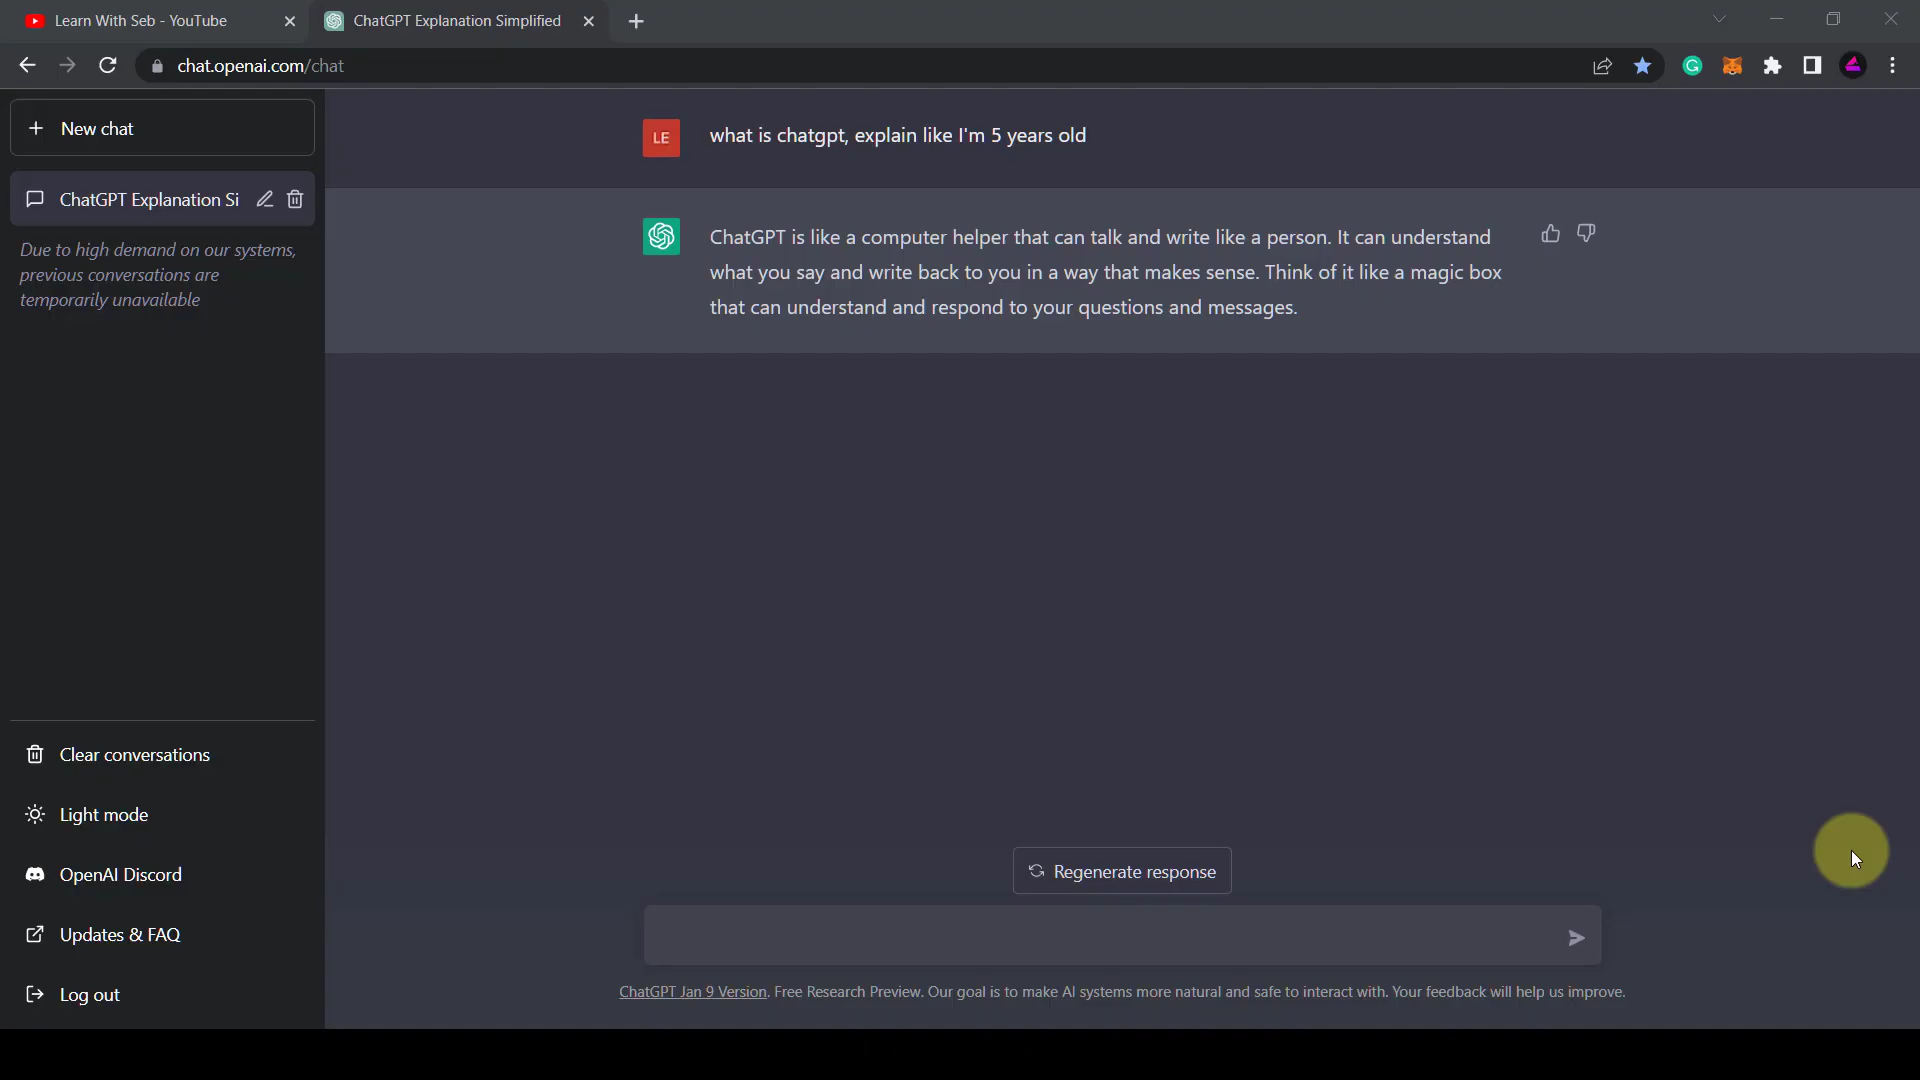 Learn With Seb - YouTube
ChatGPT Explanation Simplified
chat.openai.com/chat
New chat
ChatGPT Explanation Si
Due to high demand on our systems,
previous conversations are
temporarily unavailable
LE
what is chatgpt, explain like I'm 5 years old
ChatGPT is like a computer helper that can talk and write like a person. It can understand
what you say and write back to you in a way that makes sense. Think of it like a magic box
that can understand and respond to your questions and messages.
Clear conversations
Light mode
OpenAI Discord
Updates & FAQ
Log out
Regenerate response
ChatGPT Jan 9 Version. Free Research Preview. Our goal is to make AI systems more natural and safe to interact with. Your feedback will help us improve.